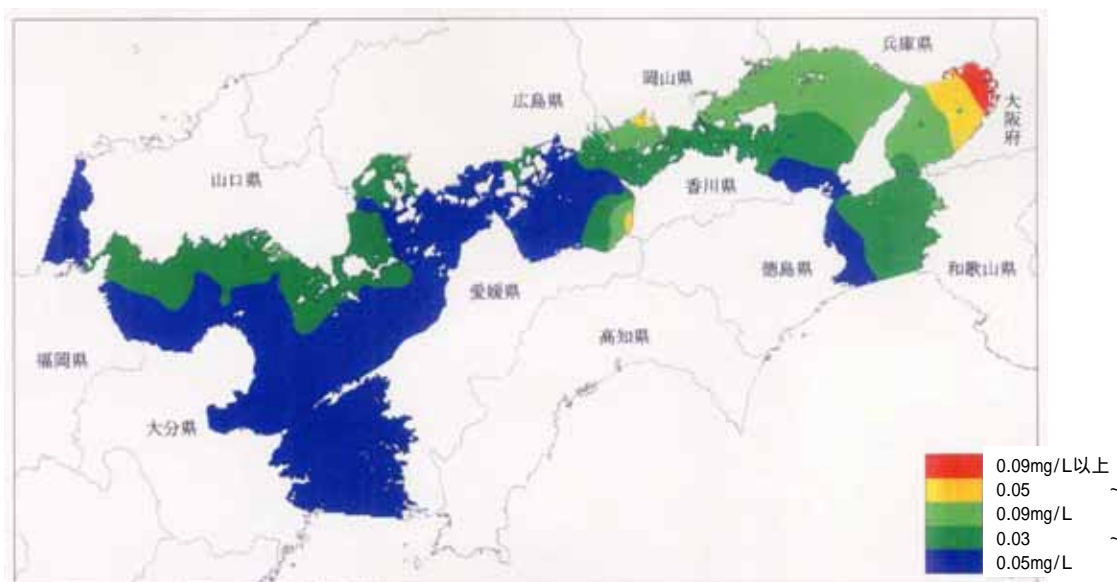 兵庫県
岡山県
広島県
大阪府
山口県
香川県
徳島県
和歌山県
愛媛県
高知県
福岡県
大分県
0.09mg/L以上
0.05 ~
0.09mg/L
0.03 ~
0.05mg/L